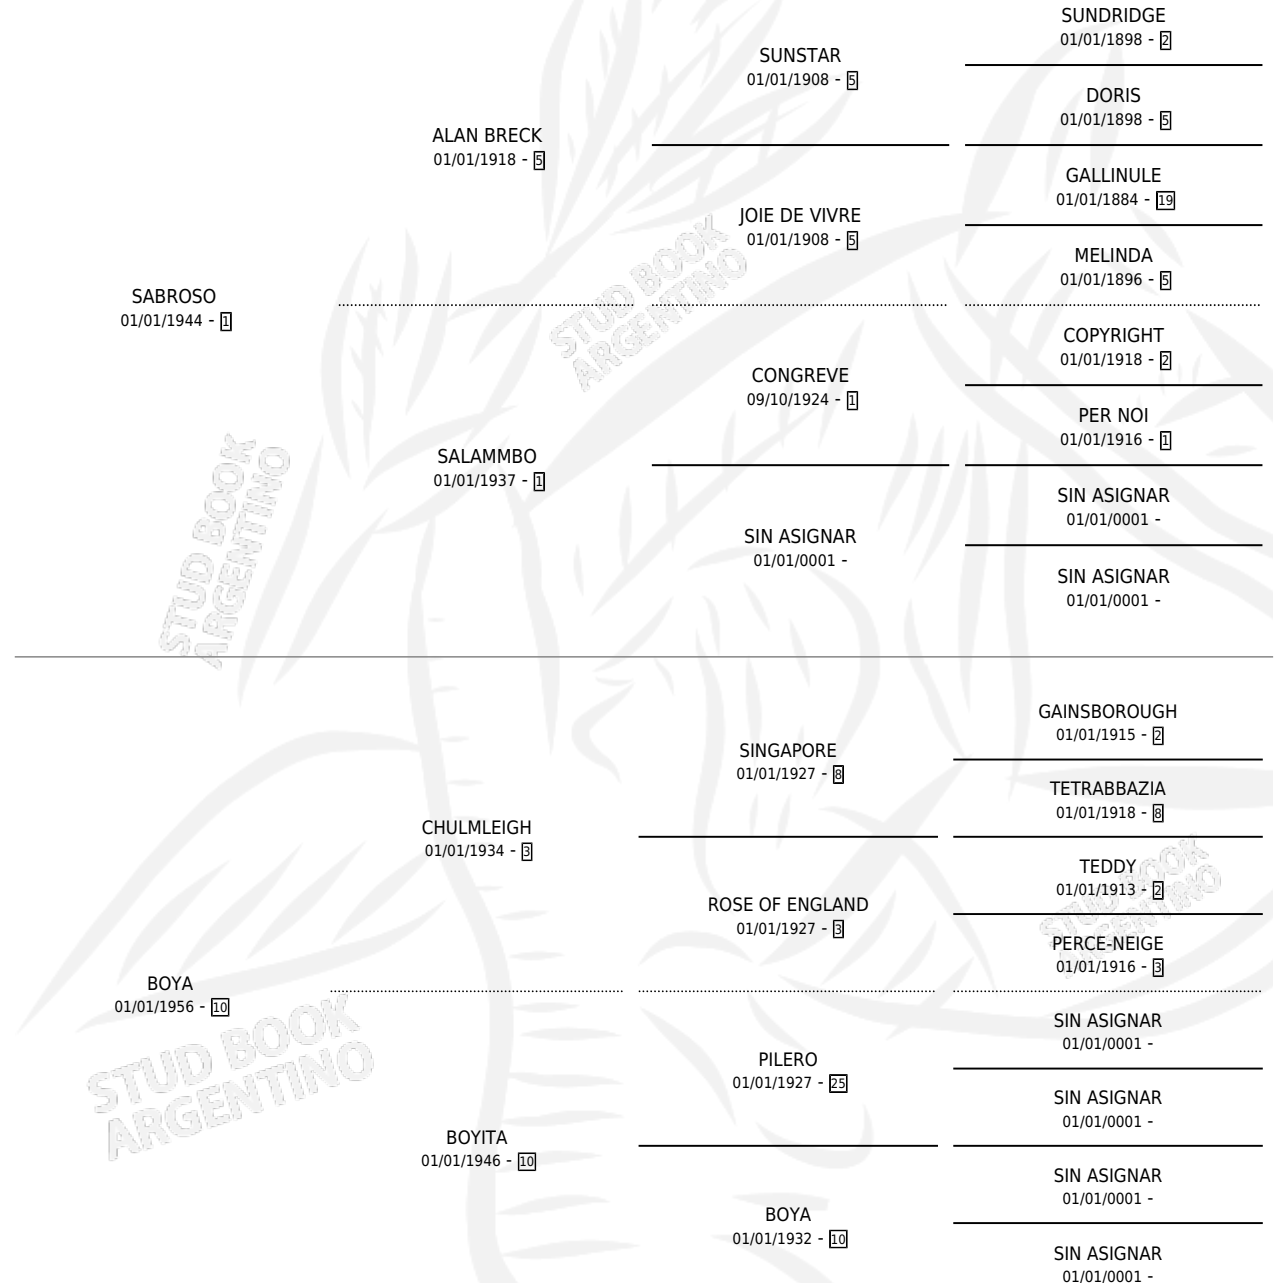 SUNDRIDGE
01/01/1898 - 2
SUNSTAR
01/01/1908 - 5
DORIS
01/01/1898 - 5
ALAN BRECK
01/01/1918 - 5
GALLINULE
01/01/1884 - 19
JOIE DE VIVRE
01/01/1908 - 5
MELINDA
01/01/1896 - 5
SABROSO
01/01/1944 - 1
COPYRIGHT
01/01/1918 - 2
CONGREVE
09/10/1924 - 1
PER NOI
01/01/1916 - 1
SALAMMBO
01/01/1937 - 1
SIN ASIGNAR
01/01/0001 -
SIN ASIGNAR
01/01/0001 -
SIN ASIGNAR
01/01/0001 -
STUD BOOK
ARGENTINO
STUD BOOK
ARGENTINO
GAINSBOROUGH
01/01/1915 - 2
SINGAPORE
01/01/1927 - 8
TETRABBAZIA
01/01/1918 - 8
CHULMLEIGH
01/01/1934 - 3
TEDDY
01/01/1913 - 2
ROSE OF ENGLAND
01/01/1927 - 3
PERCE-NEIGE
01/01/1916 - 3
BOYA
01/01/1956 - 10
SIN ASIGNAR
01/01/0001 -
PILERO
01/01/1927 - 25
SIN ASIGNAR
01/01/0001 -
BOYITA
01/01/1946 - 10
SIN ASIGNAR
01/01/0001 -
BOYA
01/01/1932 - 10
SIN ASIGNAR
01/01/0001 -
STUD BOOK
ARGENTINO
STUD BOOK
ARGENTINO